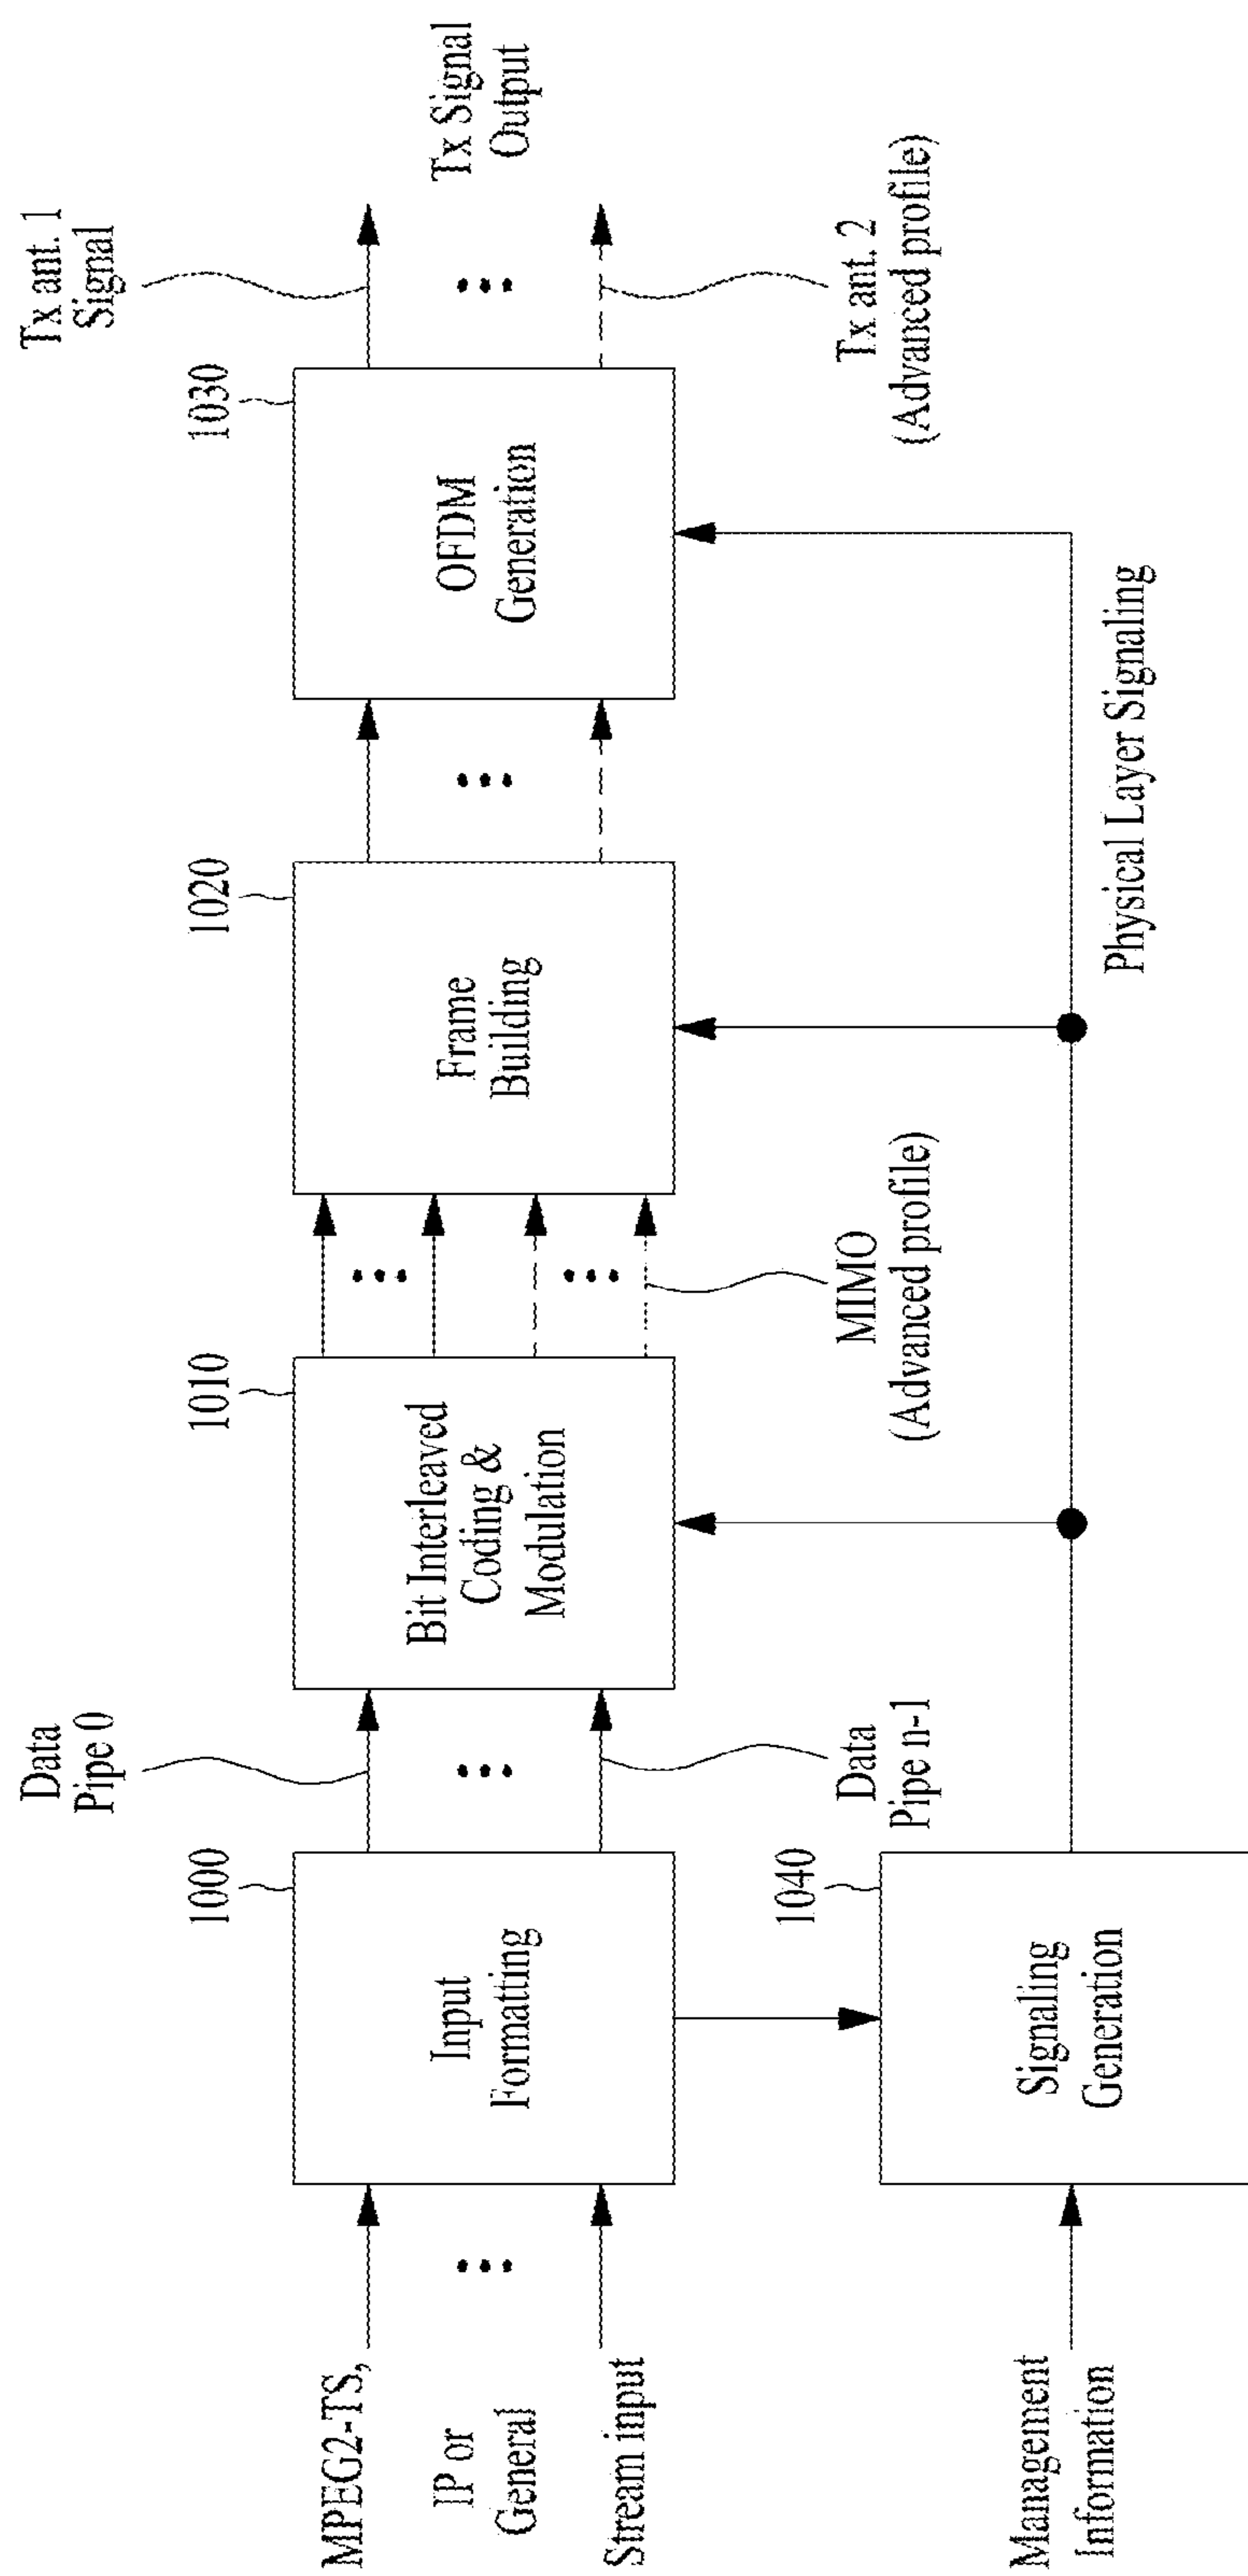 MPEG2-TS,
IP or
General
Stream input
Management
Information
1000
Input
Formatting
1040
Signaling
Generation
Data
Pipe 0
Data
Pipe n-1
1010
Bit Interleaved
Coding &
Modulation
MIMO
(Advanced profile)
1020
Frame
Building
Physical Layer Signaling
1030
OFDM
Generation
Tx ant. 1
Signal
Tx ant. 2
(Advanced profile)
Tx Signal
Output